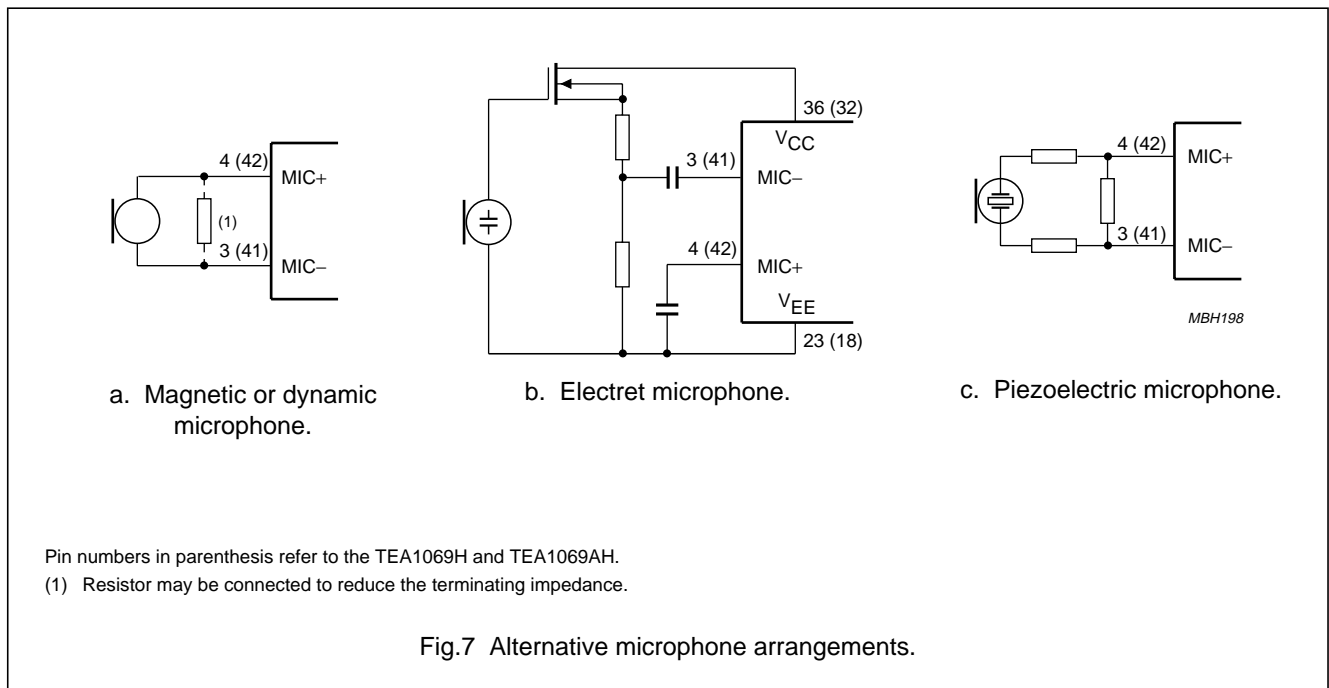 4 (42)
MIC+
(1)
3 (41)
MIC−
a. Magnetic or dynamic
microphone.
36 (32)
VCC
3 (41)
MIC−
4 (42)
MIC+
VEE
23 (18)
b. Electret microphone.
4 (42)
MIC+
3 (41)
MIC−
MBH198
c. Piezoelectric microphone.
Pin numbers in parenthesis refer to the TEA1069H and TEA1069AH.
(1) Resistor may be connected to reduce the terminating impedance.
Fig.7 Alternative microphone arrangements.